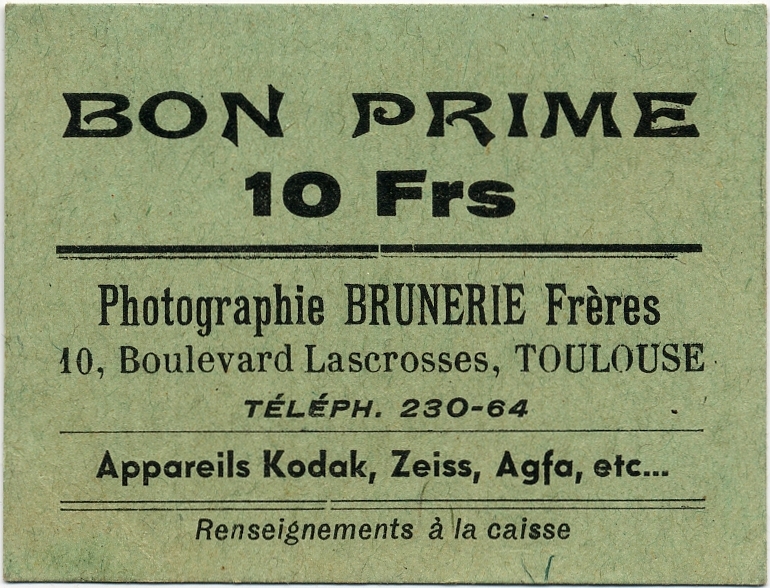 BON PRIME
10 Frs
Photographie BRUNERIE Frères
10, Boulevard Lascrosses, TOULOUSE
TÉLÉPH. 230-64
Appareils Kodak, Zeiss, Agfa, etc...
Renseignements à la caisse